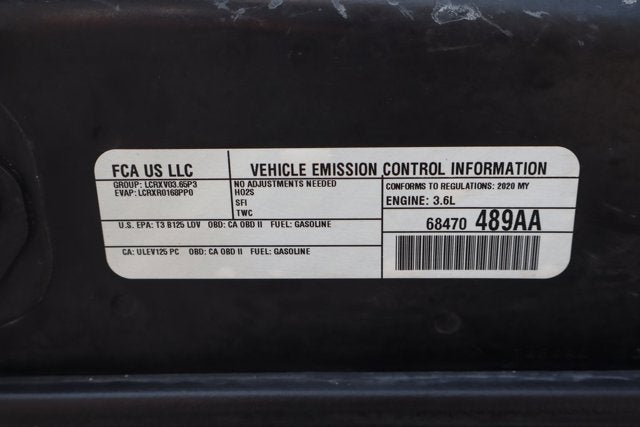 FCA US LLC
VEHICLE EMISSION CONTROL INFORMATION
GROUP: LCRXV03.65P3
EVAP: LCRXR0168PP0
NO ADJUSTMENTS NEEDED
HO2S
SFI
TWC
CONFORMS TO REGULATIONS: 2020 MY
ENGINE: 3.6L
U.S. EPA: T3 B125 LDV OBD: CA OBD II FUEL: GASOLINE
68470 489AA
CA: ULEV125 PC OBD: CA OBD II FUEL: GASOLINE